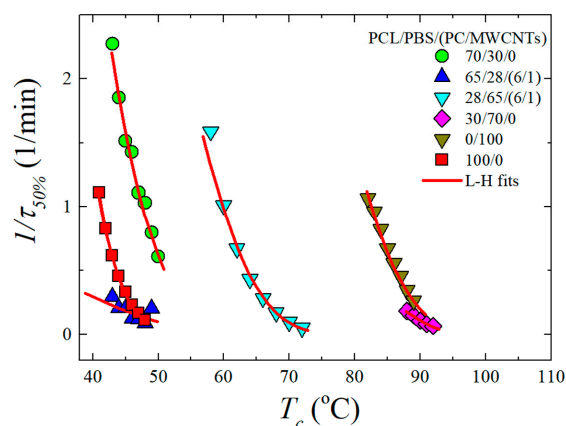 PCL/PBS/(PC/MWCNTs)
70/30/0
65/28/(6/1)
28/65/(6/1)
30/70/0
0/100
100/0
L-H fits
1/τ50% (1/min)
2
1
0
40 50 60 70 80 90 100 110
Tc (°C)